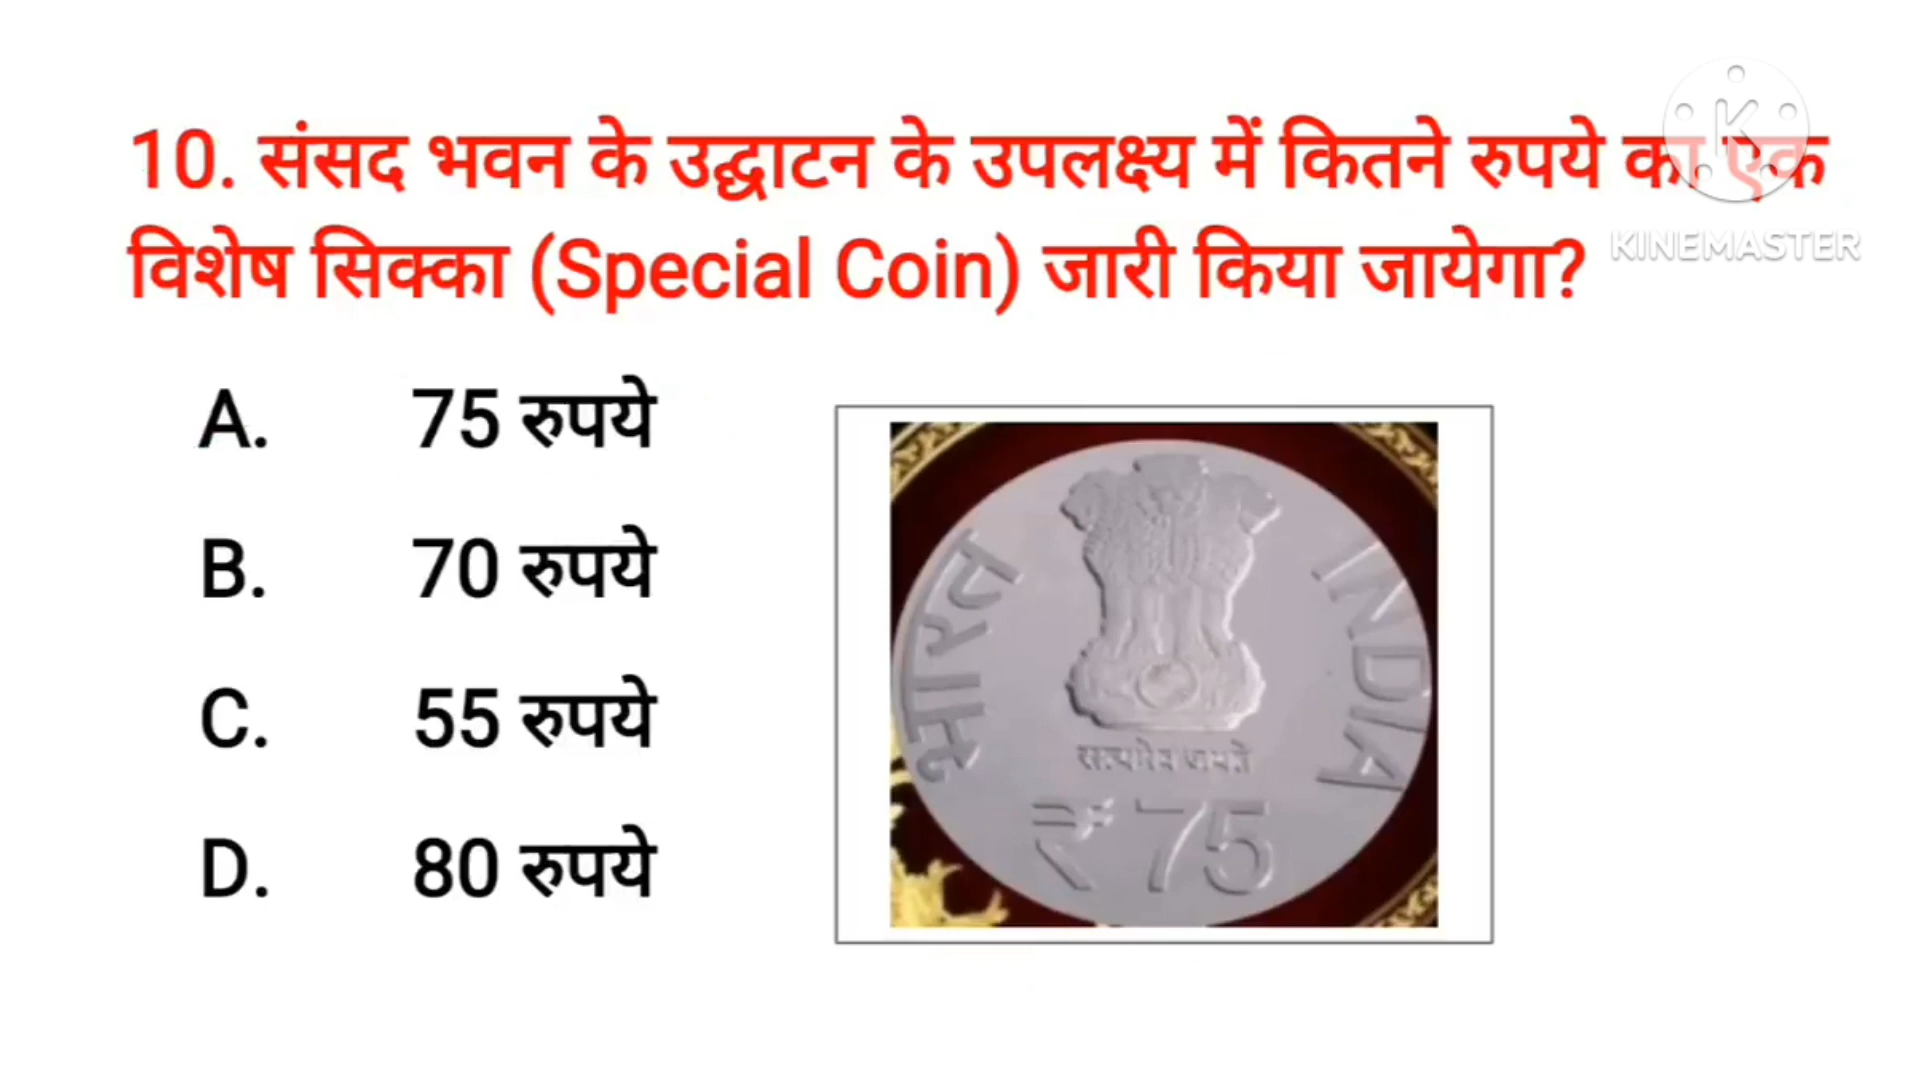 10. संसद भवन के उद्घाटन के उपलक्ष्य में कितने रुपये का एक
विशेष सिक्का (Special Coin) जारी किया जायेगा?
KINEMASTER
A. 75 रुपये
B. 70 रुपये
C. 55 रुपये
D. 80 रुपये
भारत
INDIA
सत्यमेव जयते
₹ 75